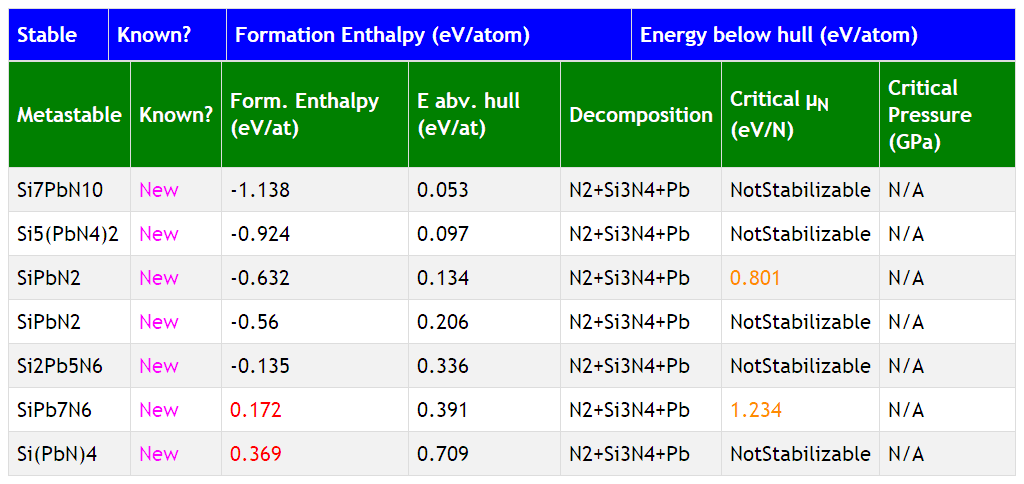 Stable Known? Formation Enthalpy (eV/atom) Energy below hull (eV/atom)
Metastable Known? Form. Enthalpy (eV/at) E abv. hull (eV/at) Decomposition Critical μN (eV/N) Critical Pressure (GPa)
Si7PbN10 New -1.138 0.053 N2+Si3N4+Pb NotStabilizable N/A
Si5(PbN4)2 New -0.924 0.097 N2+Si3N4+Pb NotStabilizable N/A
SiPbN2 New -0.632 0.134 N2+Si3N4+Pb 0.801 N/A
SiPbN2 New -0.56 0.206 N2+Si3N4+Pb NotStabilizable N/A
Si2Pb5N6 New -0.135 0.336 N2+Si3N4+Pb NotStabilizable N/A
SiPb7N6 New 0.172 0.391 N2+Si3N4+Pb 1.234 N/A
Si(PbN)4 New 0.369 0.709 N2+Si3N4+Pb NotStabilizable N/A